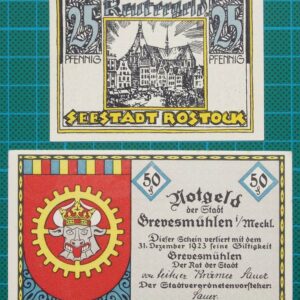 Reutergeld
25 25
PFENNIG PFENNIG
SEESTADT ROSTOCK
50 50
Notgeld
der Stadt
Grevesmühlen i/Meckl.
Dieser Schein verliert mit dem
31. Dezember 1923 seine Gültigkeit
Grevesmühlen
Der Rat der Stadt
Der Stadtverordnetenvorsteher: